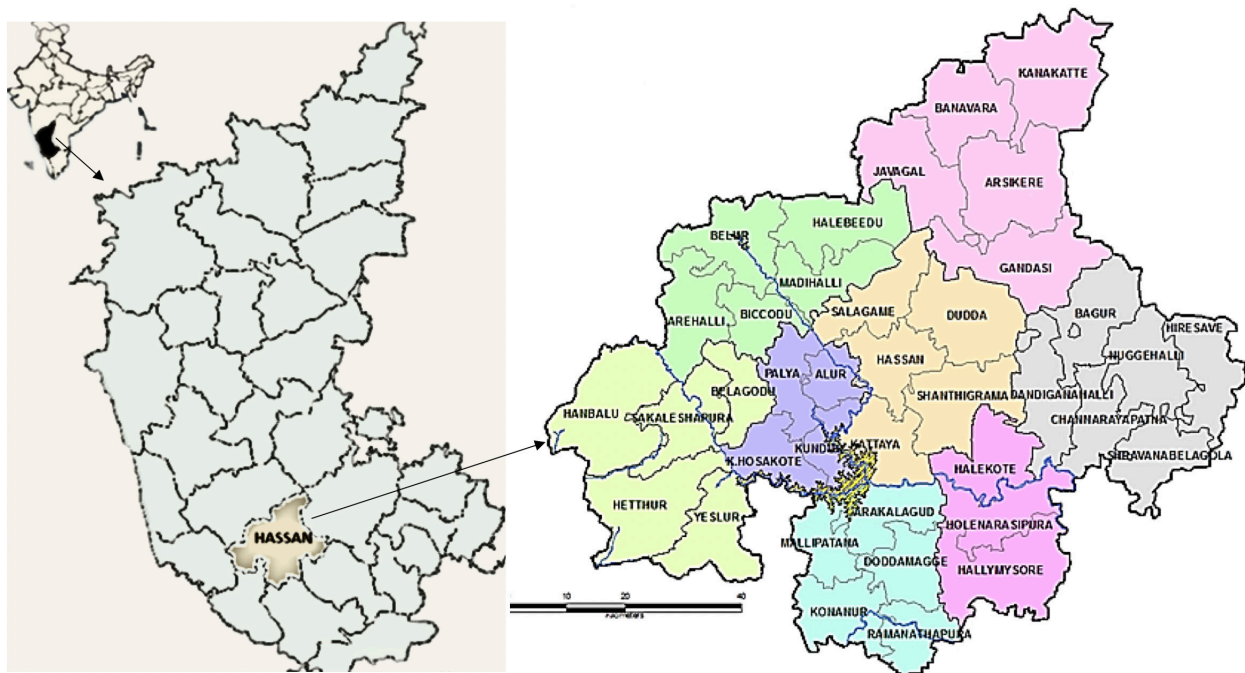 HASSAN
KANAKATTE
BANAVARA
JAVAGAL
ARSIKERE
HALEBEEDU
BELUR
GANDASI
MADIHALLI
SALAGAME
DUDDA
BAGUR
AREHALLI
BICCODU
HIRESAVE
NUGGEHALLI
HASSAN
PALYA
ALUR
BELAGODU
SHANTHIGRAMA
DANDIGANAHALLI
HANBALU
SAKALESHAPURA
CHANNARAYAPATNA
KATTAYA
K.HOSAKOTE
SHRAVANABELAGOLA
HALEKOTE
HETTHUR
YESLUR
ARAKALAGUD
HOLENARASIPURA
MALLIPATANA
DODDAMAGGE
HALLYMYSORE
10 20 40
KONANUR
RAMANATHAPURA